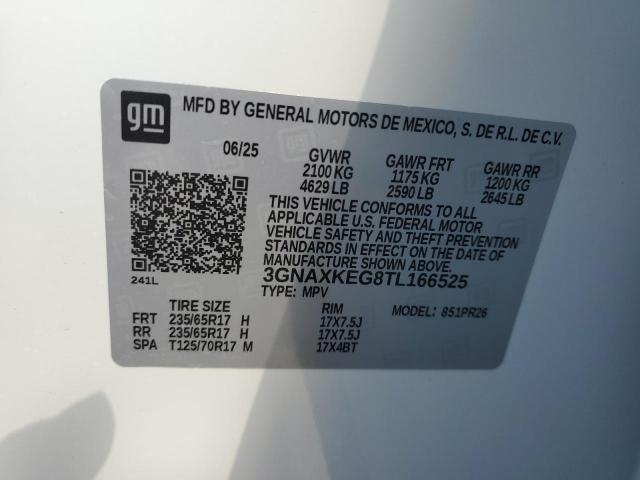 gm
MFD BY GENERAL MOTORS DE MEXICO, S. DE R.L. DE C.V.
06/25 GVWR GAWR FRT GAWR RR
2100 KG 1175 KG 1200 KG
4629 LB 2590 LB 2645 LB
THIS VEHICLE CONFORMS TO ALL
APPLICABLE U.S. FEDERAL MOTOR
VEHICLE SAFETY AND THEFT PREVENTION
STANDARDS IN EFFECT ON THE DATE OF
MANUFACTURE SHOWN ABOVE.
241L 3GNAXKEG8TL166525
TYPE: MPV
TIRE SIZE RIM MODEL: 851PR26
FRT 235/65R17 H 17X7.5J
RR 235/65R17 H 17X7.5J
SPA T125/70R17 M 17X4BT